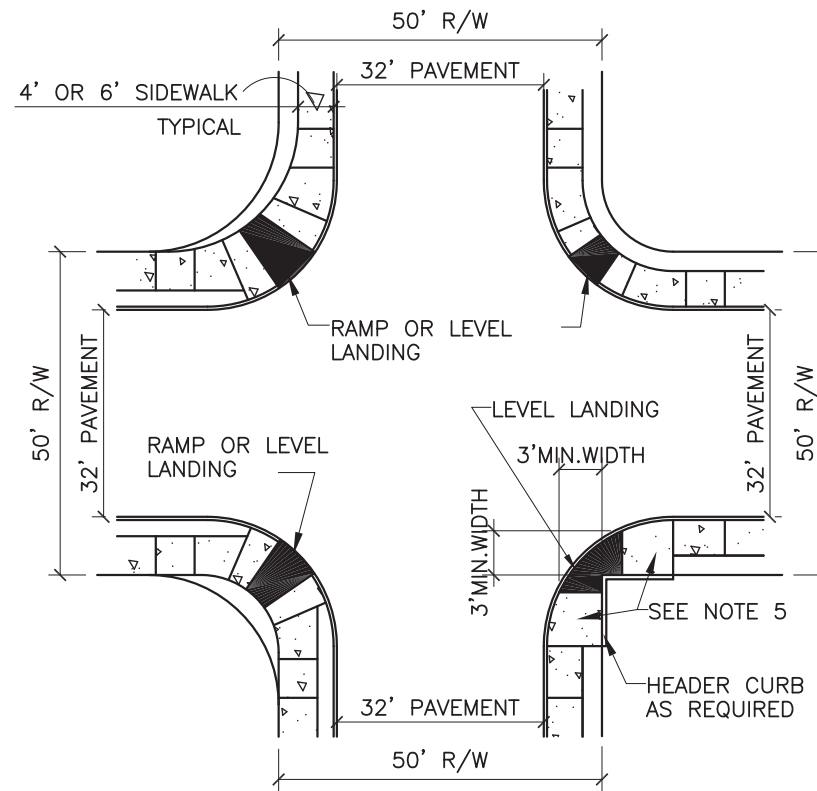 50' R/W
32' PAVEMENT
4' OR 6' SIDEWALK
TYPICAL
RAMP OR LEVEL
LANDING
50' R/W
32' PAVEMENT
32' PAVEMENT
50' R/W
LEVEL LANDING
3'MIN.WIDTH
RAMP OR LEVEL
LANDING
3'MIN.WIDTH
SEE NOTE 5
HEADER CURB
AS REQUIRED
32' PAVEMENT
50' R/W